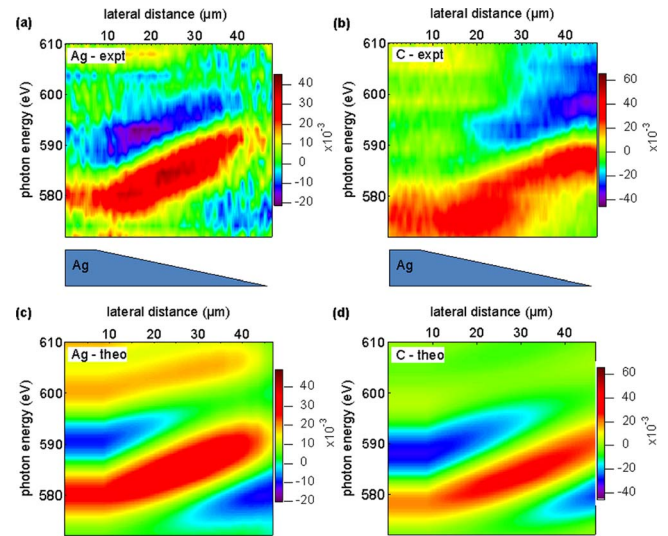 (a)
lateral distance (µm)
10 20 30 40
Ag - expt
photon energy (eV)
610
600
590
580
40
30
20
10
0
-10
-20
x10-3
(b)
lateral distance (µm)
10 20 30 40
C - expt
photon energy (eV)
610
600
590
580
60
40
20
0
-20
-40
x10-3
Ag
Ag
(c)
lateral distance (µm)
10 20 30 40
Ag - theo
photon energy (eV)
610
600
590
580
40
30
20
10
0
-10
-20
x10-3
(d)
lateral distance (µm)
10 20 30 40
C - theo
photon energy (eV)
610
600
590
580
60
40
20
0
-20
-40
x10-3